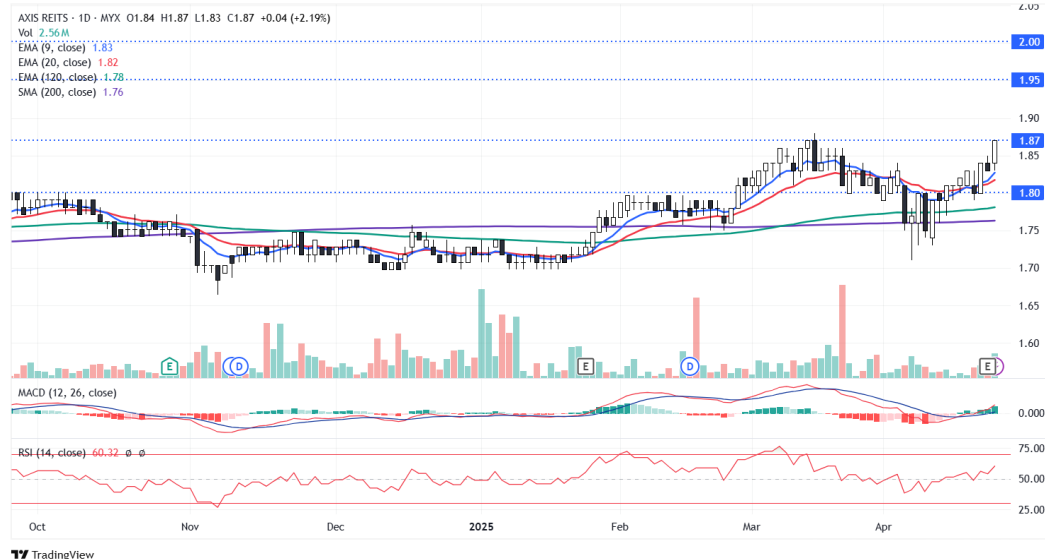 AXIS REITS · 1D · MYX O1.84 H1.87 L1.83 C1.87 +0.04 (+2.19%)
Vol 2.56M
EMA (9, close) 1.83
EMA (20, close) 1.82
EMA (120, close) 1.78
SMA (200, close) 1.76
2.05
2.00
1.95
1.90
1.87
1.85
1.80
1.75
1.70
1.65
1.60
E D E D E
MACD (12, 26, close)
0.000
RSI (14, close) 60.32 ø ø
75.00
50.00
25.00
Oct Nov Dec 2025 Feb Mar Apr
TradingView